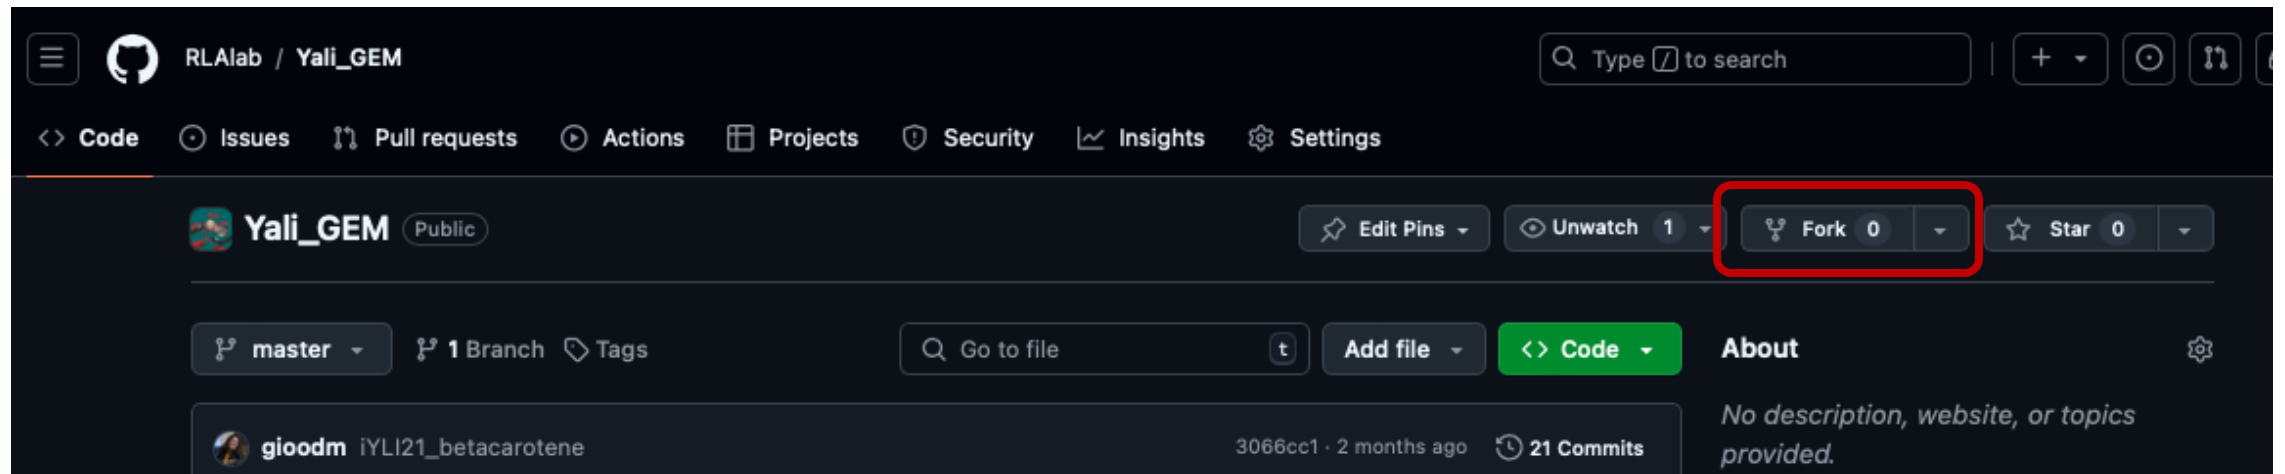 RLAlab / Yali_GEM
Type / to search
Code Issues Pull requests Actions Projects Security Insights Settings
Yali_GEM Public
Edit Pins Unwatch 1 Fork 0 Star 0
master 1 Branch Tags Go to file t Add file Code About
No description, website, or topics
provided.
gioodm iYLI21_betacarotene 3066cc1 · 2 months ago 21 Commits